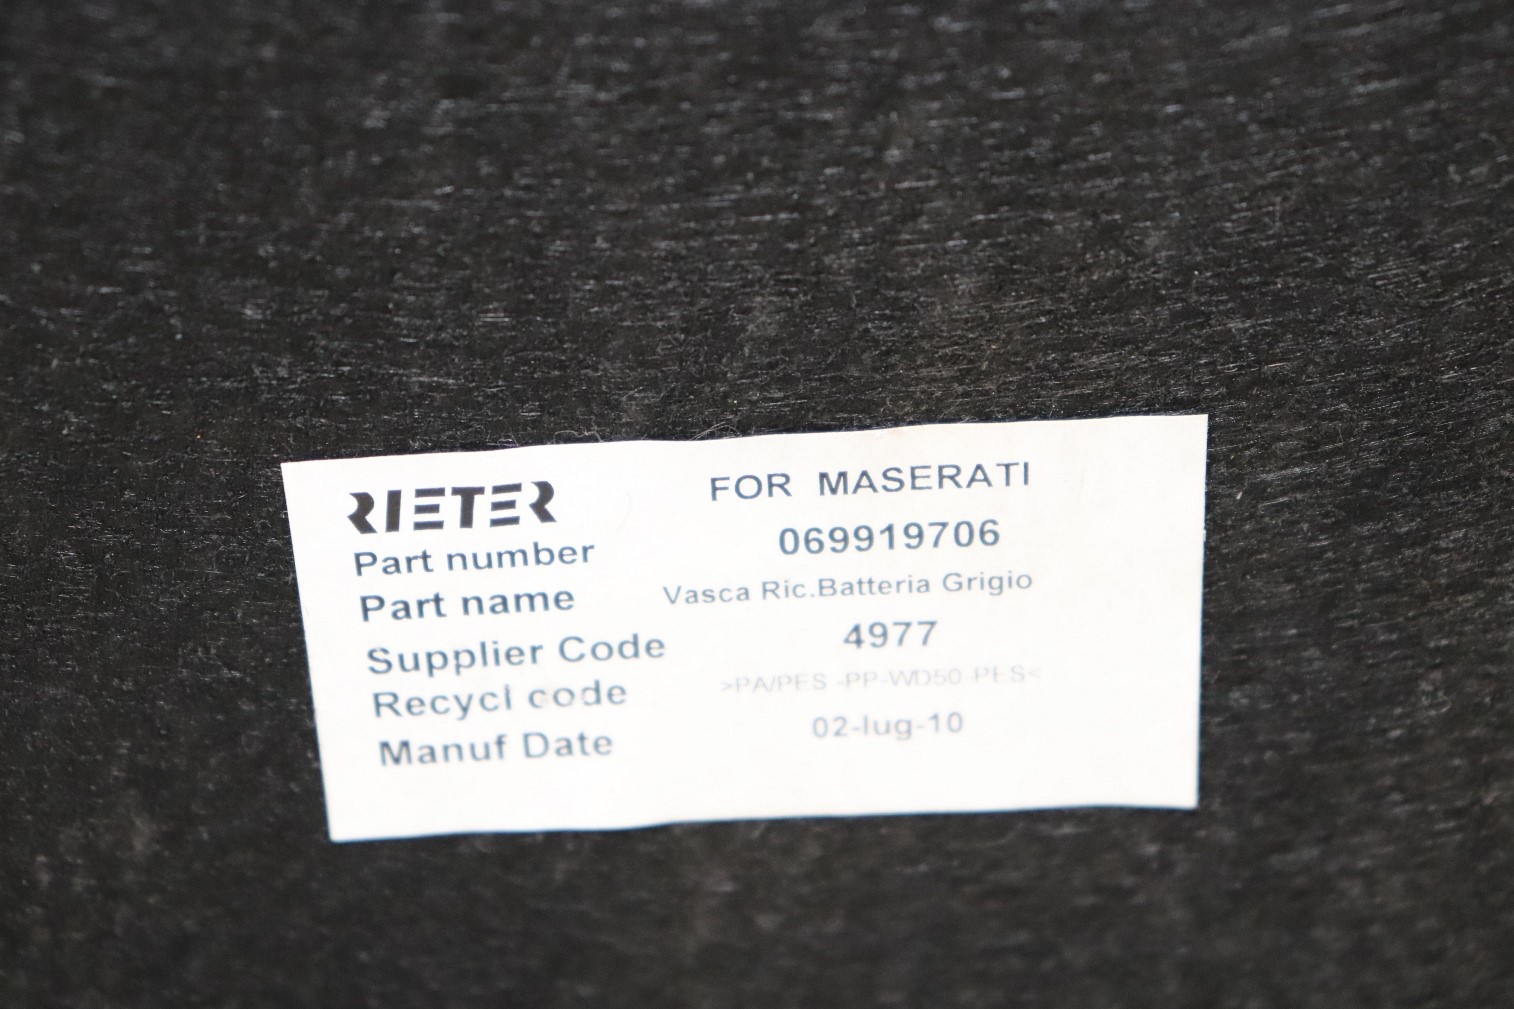 RIETER FOR MASERATI
Part number 069919706
Part name Vasca Ric.Batteria Grigio
Supplier Code 4977
Recycl code >PA/PES -PP-WD50-PES<
Manuf Date 02-lug-10